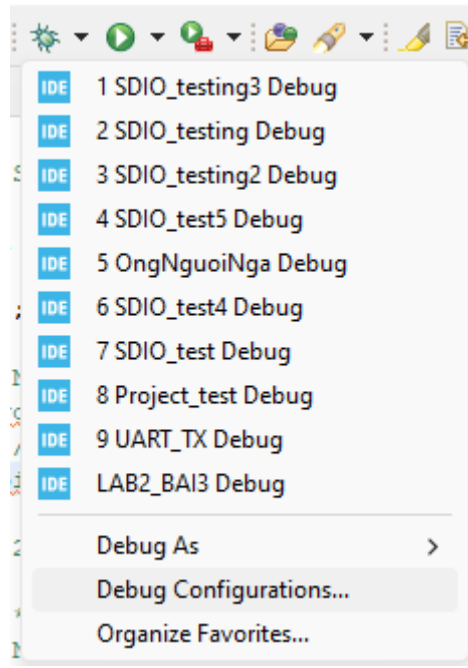 IDE 1 SDIO_testing3 Debug
IDE 2 SDIO_testing Debug
IDE 3 SDIO_testing2 Debug
IDE 4 SDIO_test5 Debug
IDE 5 OngNguoiNga Debug
IDE 6 SDIO_test4 Debug
IDE 7 SDIO_test Debug
IDE 8 Project_test Debug
IDE 9 UART_TX Debug
IDE LAB2_BAI3 Debug
Debug As
Debug Configurations...
Organize Favorites...